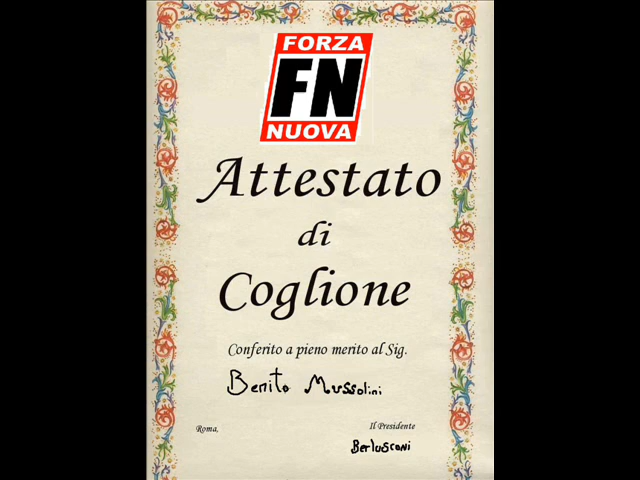 FORZA
FN
NUOVA
Attestato
di
Coglione
Conferito a pieno merito al Sig.
Benito Mussolini
Roma,
Il Presidente
Berlusconi